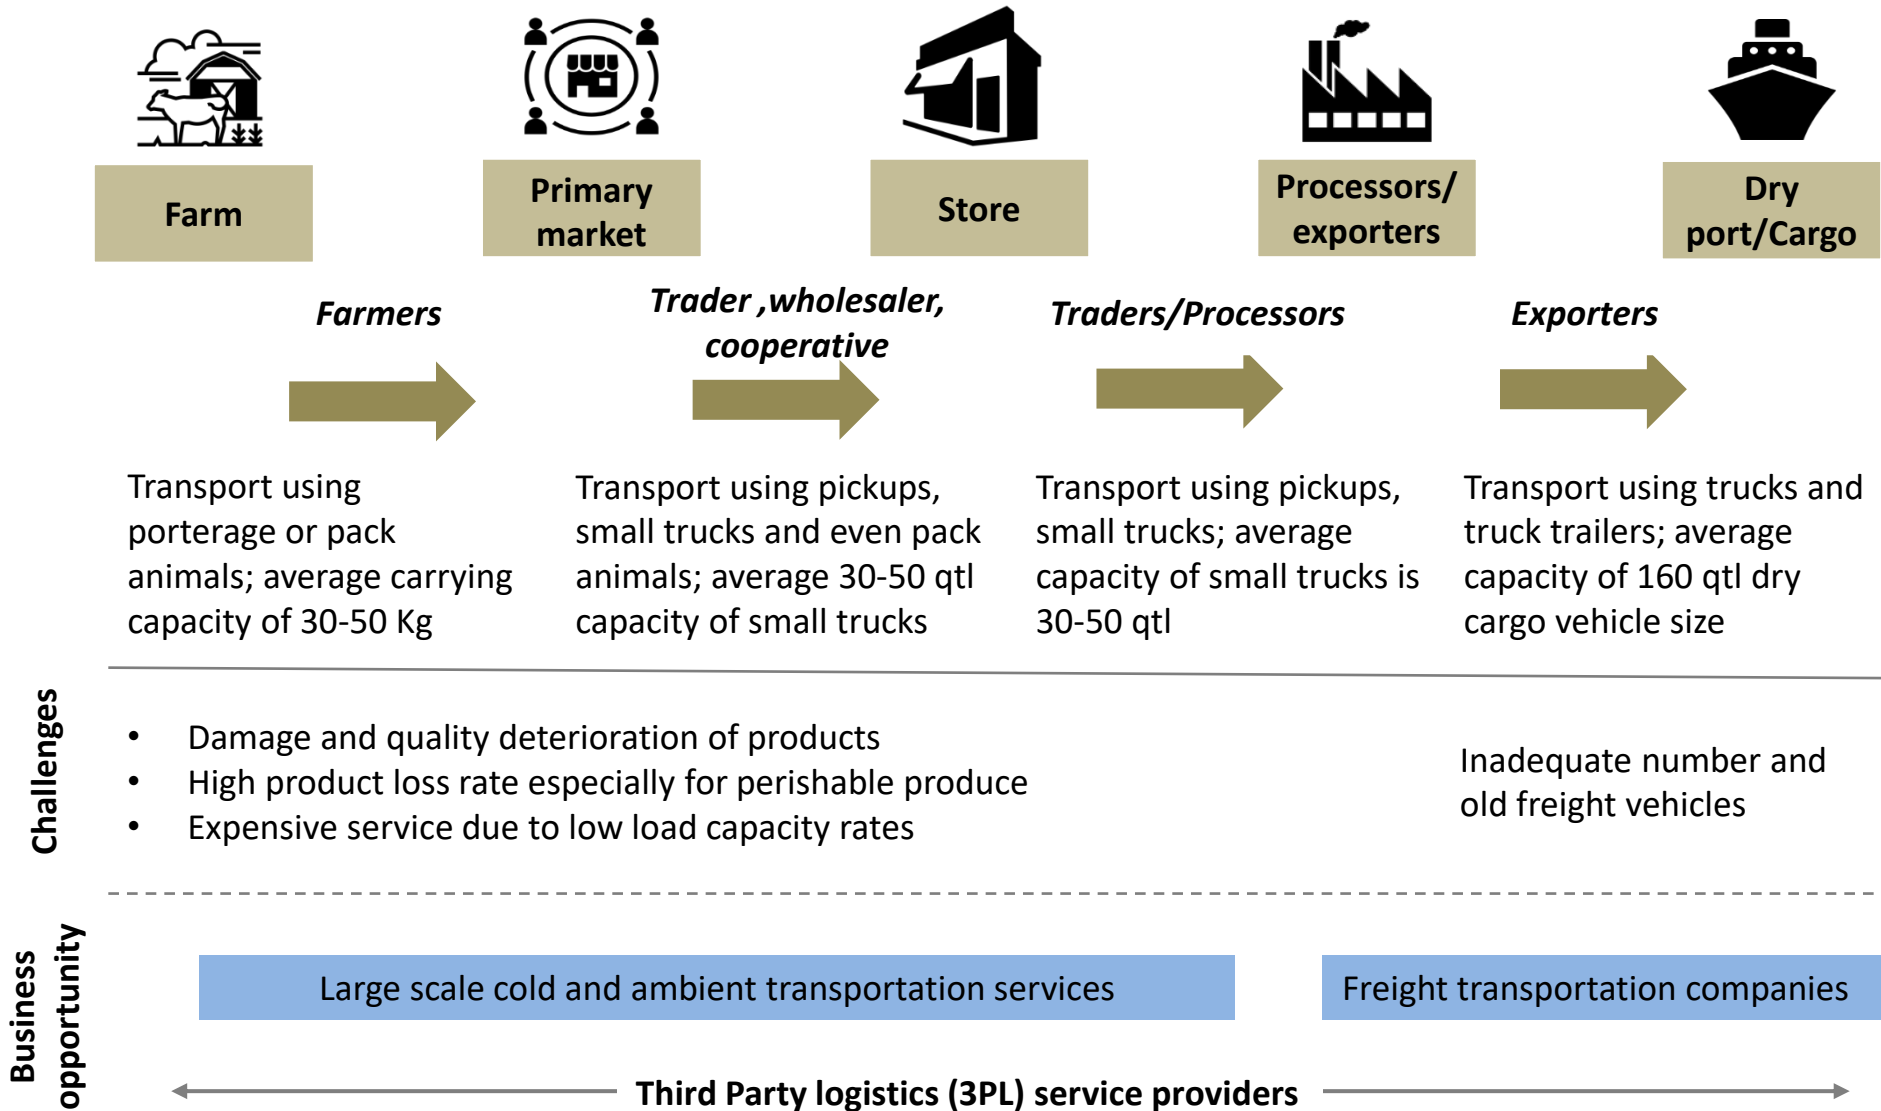 Farm
Primary
market
Store
Processors/
exporters
Dry
port/Cargo
Farmers
Trader ,wholesaler,
cooperative
Traders/Processors
Exporters
Transport using
porterage or pack
animals; average carrying
capacity of 30-50 Kg
Transport using pickups,
small trucks and even pack
animals; average 30-50 qtl
capacity of small trucks
Transport using pickups,
small trucks; average
capacity of small trucks is
30-50 qtl
Transport using trucks and
truck trailers; average
capacity of 160 qtl dry
cargo vehicle size
Challenges
• Damage and quality deterioration of products
• High product loss rate especially for perishable produce
• Expensive service due to low load capacity rates
Inadequate number and
old freight vehicles
Business
opportunity
Large scale cold and ambient transportation services
Freight transportation companies
Third Party logistics (3PL) service providers